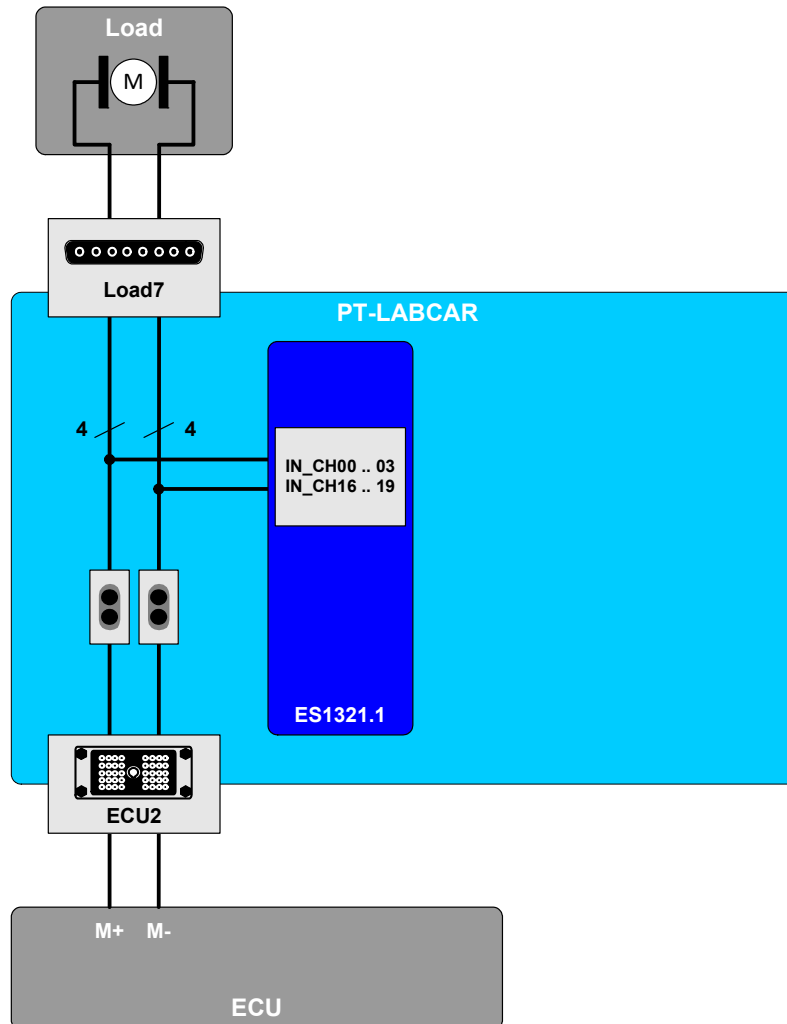 Load
M
Load7
PT-LABCAR
4
4
IN_CH00 .. 03
IN_CH16 .. 19
ES1321.1
ECU2
M+ M-
ECU